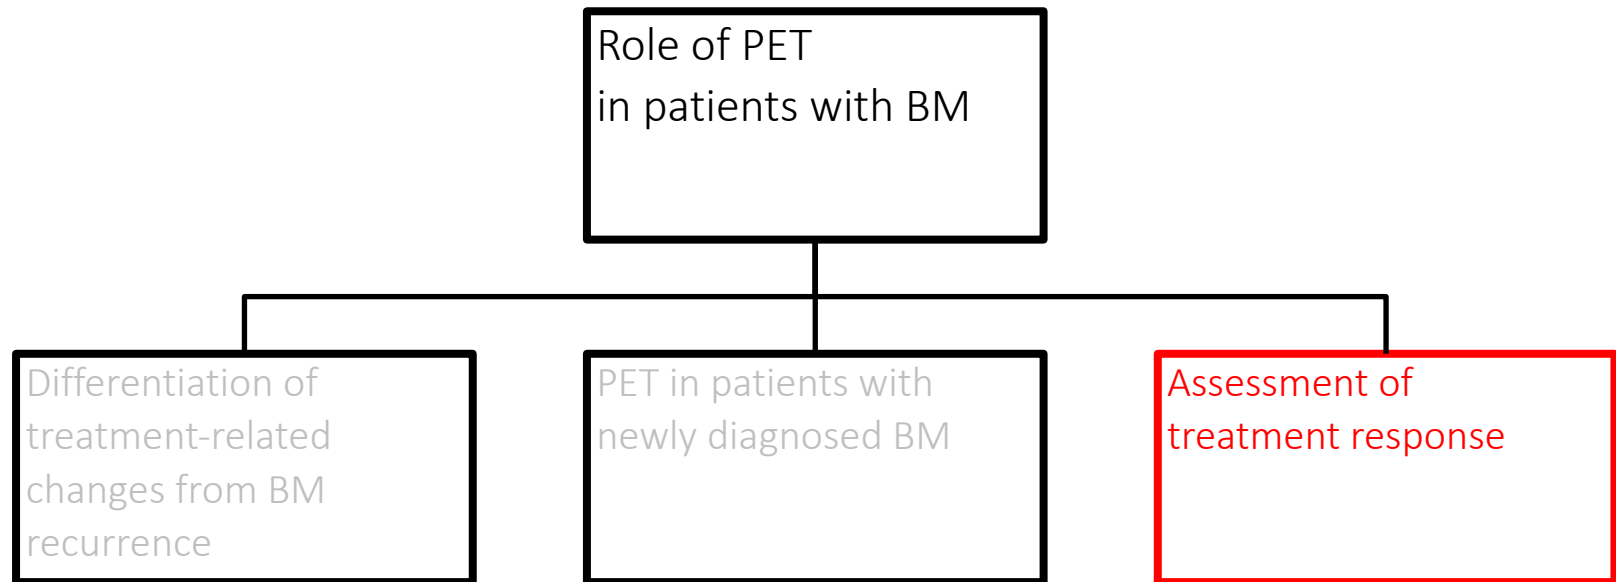 Role of PET
in patients with BM
Differentiation of
treatment-related
changes from BM
recurrence
PET in patients with
newly diagnosed BM
Assessment of
treatment response